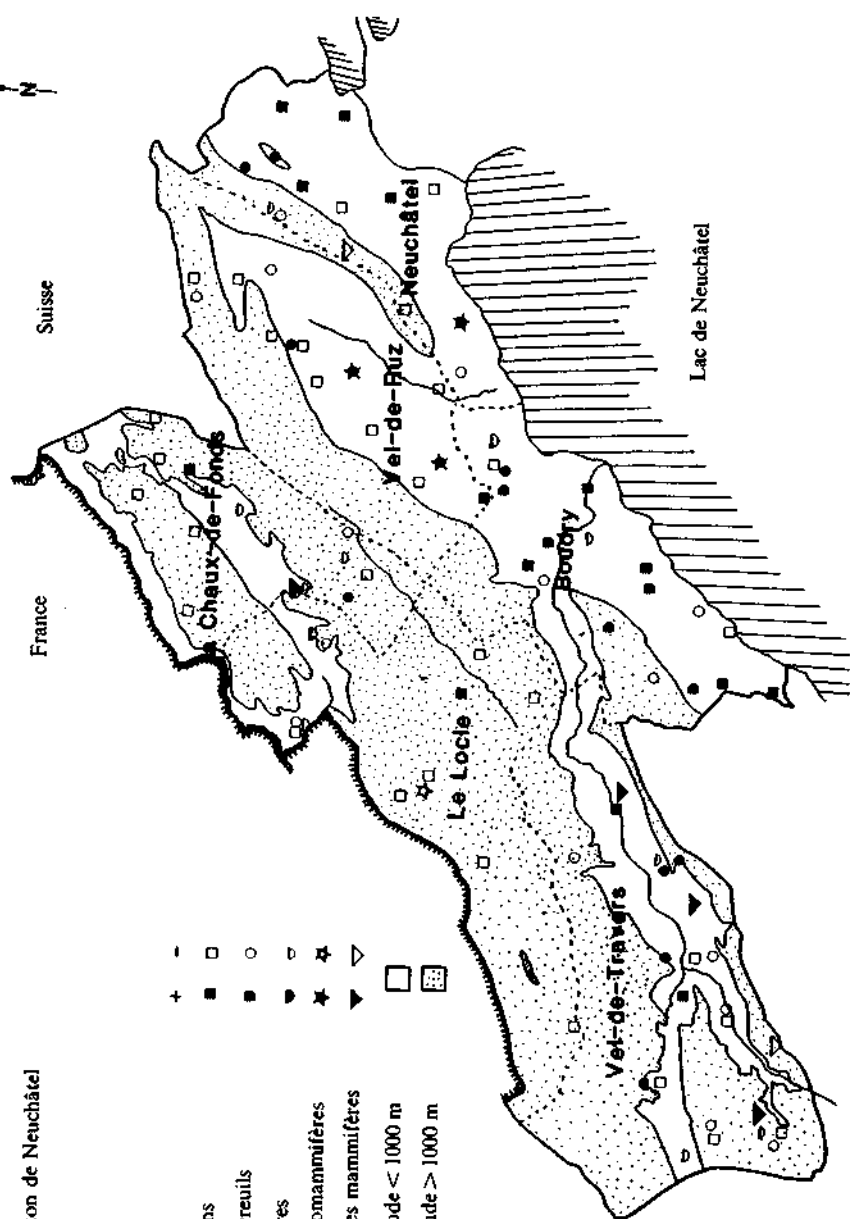 on de Neuchâtel
Suisse
France
N
+ -
ns
reuils
res
omammifères
es mammifères
ude < 1000 m
ude > 1000 m
Chaux-de-Fonds
Val-de-Ruz
Neuchâtel
Le Locle
Boudry
Val-de-Travers
Lac de Neuchâtel